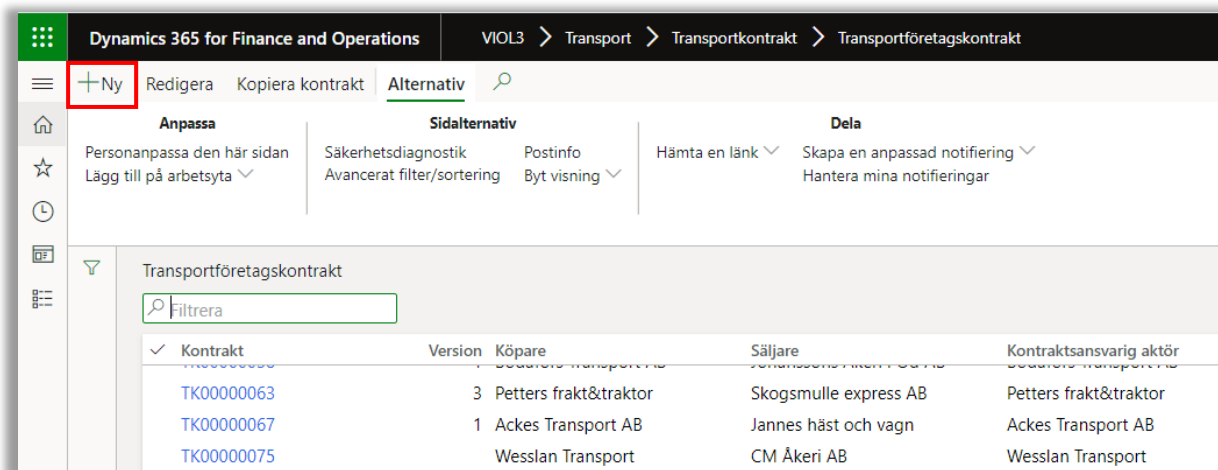 Dynamics 365 for Finance and Operations VIOL3 > Transport > Transportkontrakt > Transportföretagskontrakt
+Ny Redigera Kopiera kontrakt Alternativ
Anpassa Sidalternativ Dela
Personanpassa den här sidan Säkerhetsdiagnostik Postinfo Hämta en länk Skapa en anpassad notifiering
Lägg till på arbetsyta Avancerat filter/sortering Byt visning Hantera mina notifieringar
Transportföretagskontrakt
Filtrera
Kontrakt Version Köpare Säljare Kontraktsansvarig aktör
TK00000063 3 Petters frakt&traktor Skogsmulle express AB Petters frakt&traktor
TK00000067 1 Ackes Transport AB Jannes häst och vagn Ackes Transport AB
TK00000075 Wesslan Transport CM Åkeri AB Wesslan Transport